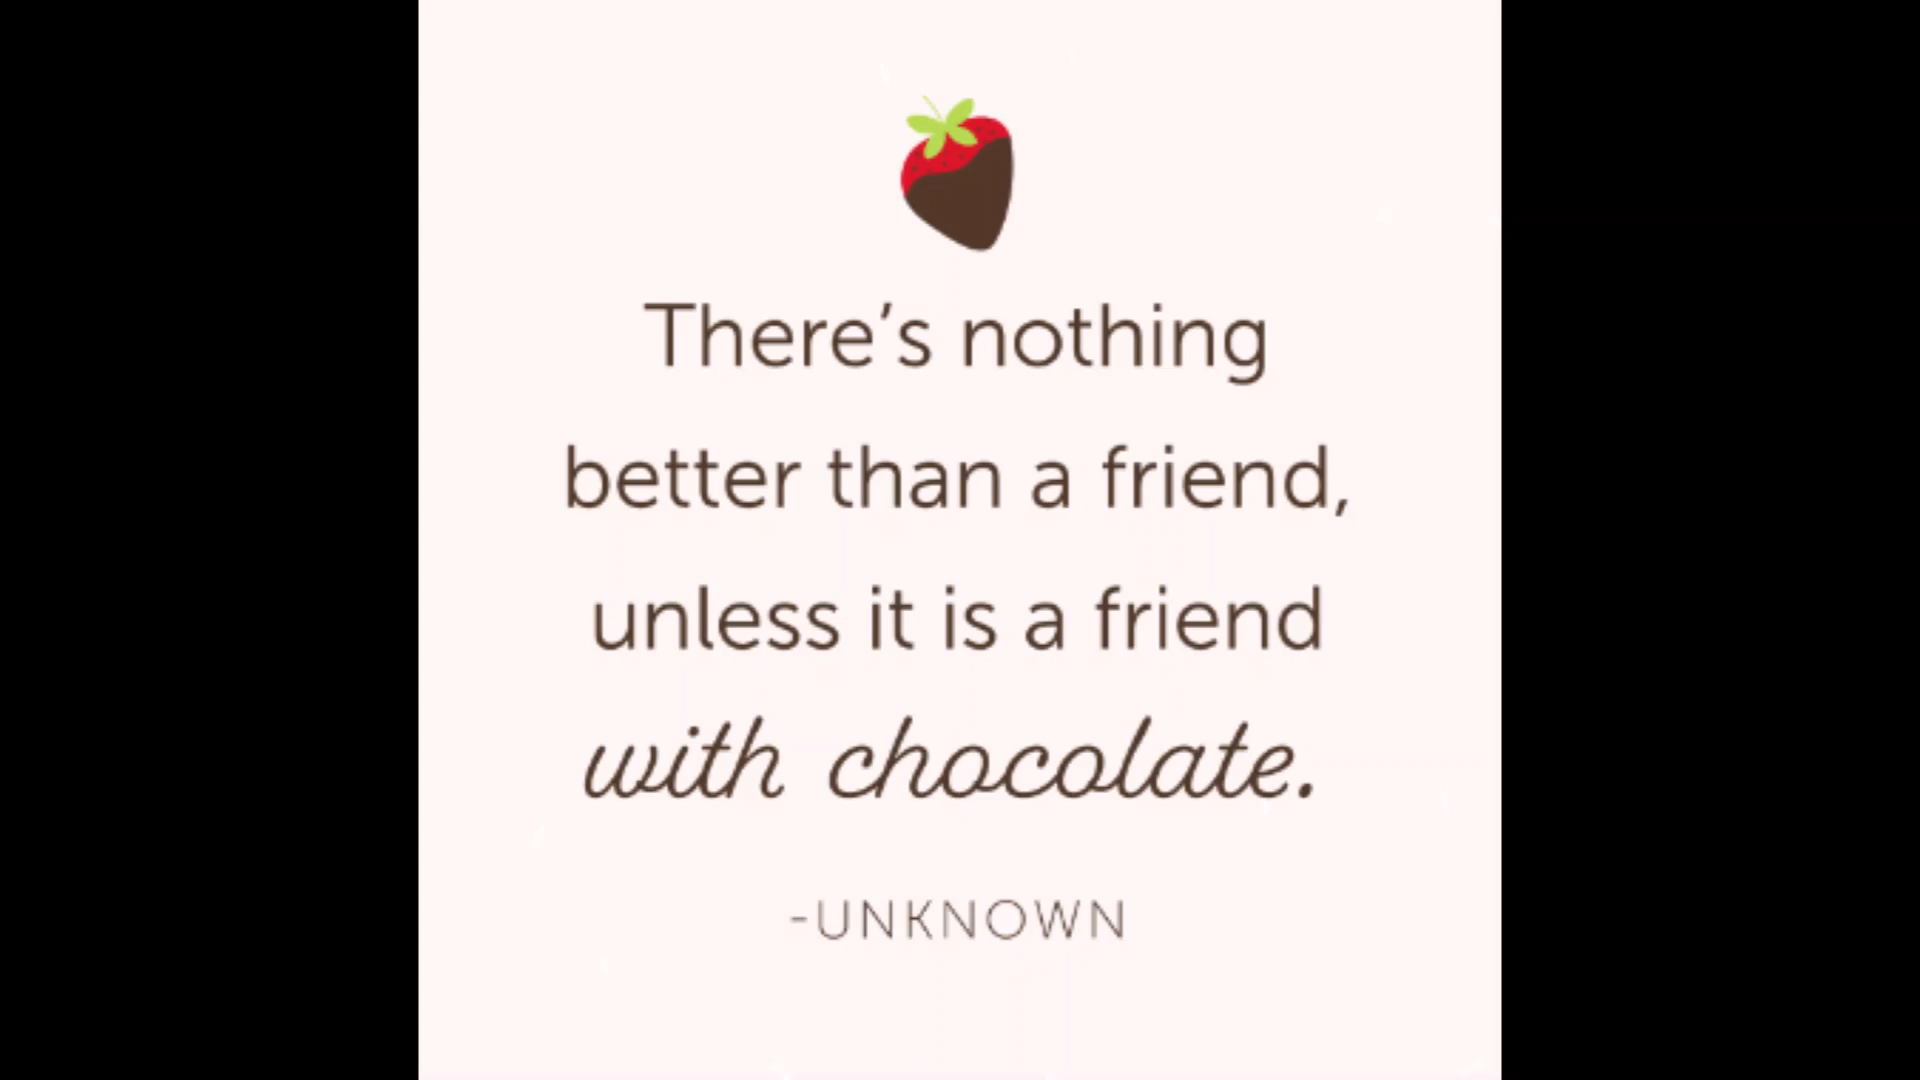 There’s nothing
better than a friend,
unless it is a friend
with chocolate.
-UNKNOWN